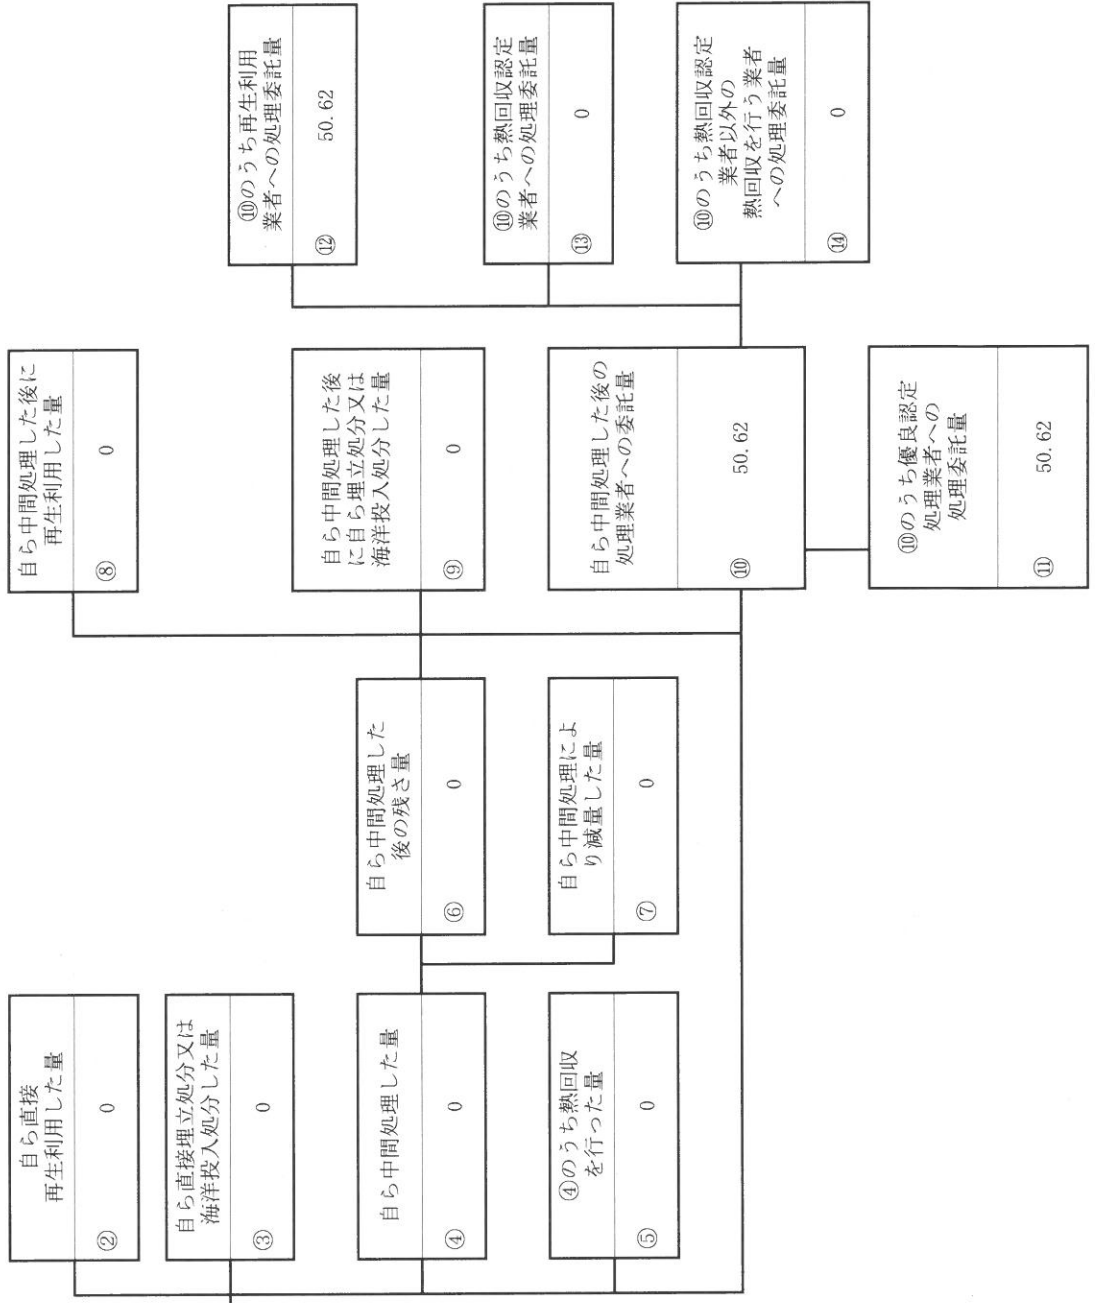 自ら直接
再生利用した量
② 0
自ら直接埋立処分又は
海洋投入処分した量
③ 0
自ら中間処理した量
④ 0
④のうち熱回収
を行った量
⑤ 0
自ら中間処理した
後の残さ量
⑥ 0
自ら中間処理によ
り減量した量
⑦ 0
自ら中間処理した後に
再生利用した量
⑧ 0
自ら中間処理した後
に自ら埋立処分又は
海洋投入処分した量
⑨ 0
自ら中間処理した後の
処理業者への委託量
⑩ 50.62
⑩のうち優良認定
処理業者への
処理委託量
⑪ 50.62
⑩のうち再生利用
業者への処理委託量
⑫ 50.62
⑩のうち熱回収認定
業者への処理委託量
⑬ 0
⑩のうち熱回収認定
業者以外の
熱回収を行う業者
への処理委託量
⑭ 0